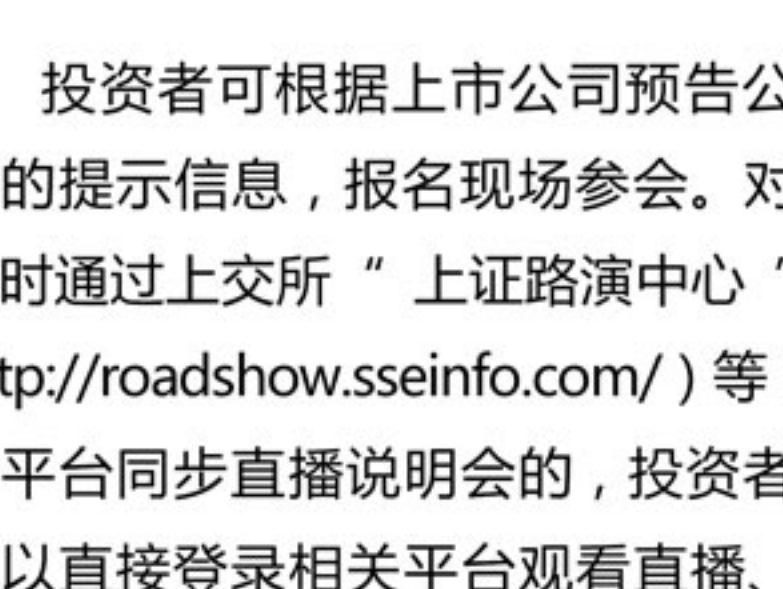 投资者可根据上市公司预告公
的提示信息，报名现场参会。对
时通过上交所“ 上证路演中心”
tp://roadshow.sseinfo.com/）等
平台同步直播说明会的，投资者
以直接登录相关平台观看直播、